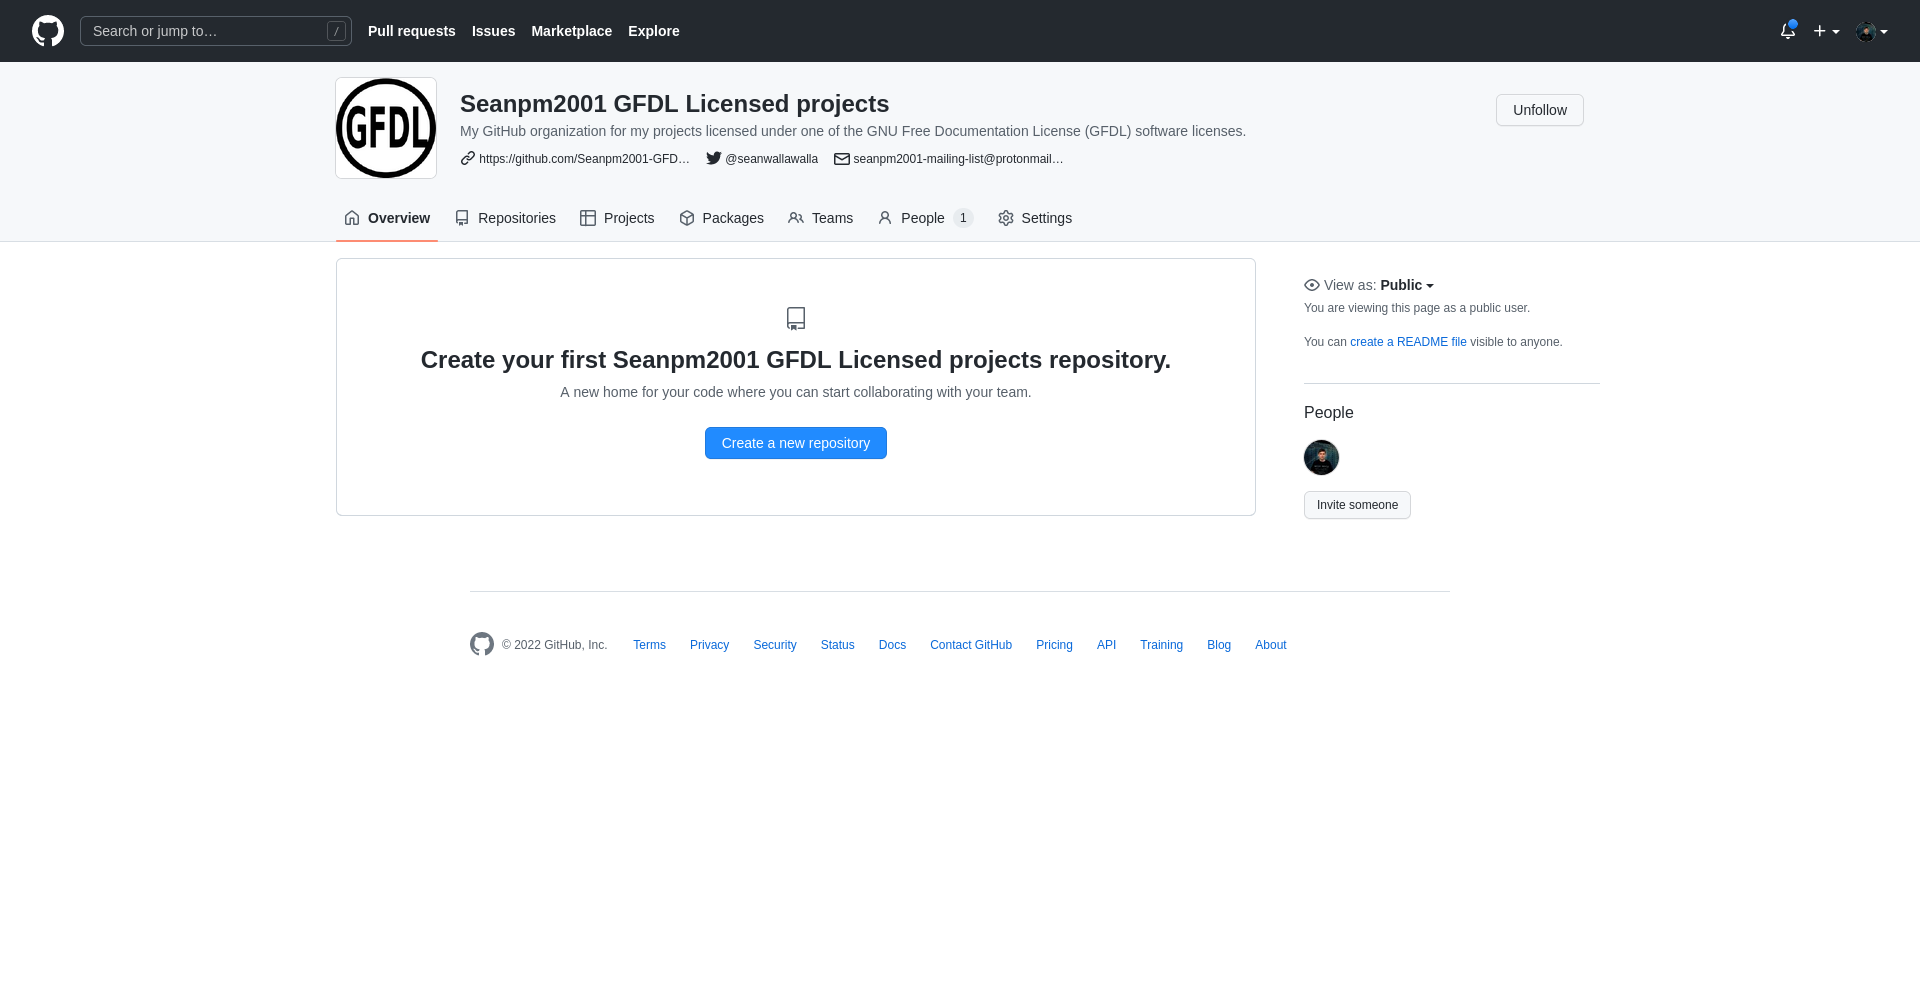 Search or jump to… /
Pull requests Issues Marketplace Explore
GFDL
Seanpm2001 GFDL Licensed projects
My GitHub organization for my projects licensed under one of the GNU Free Documentation License (GFDL) software licenses.
https://github.com/Seanpm2001-GFD… @seanwallawalla seanpm2001-mailing-list@protonmail…
Unfollow
Overview Repositories Projects Packages Teams People 1 Settings
Create your first Seanpm2001 GFDL Licensed projects repository.
A new home for your code where you can start collaborating with your team.
Create a new repository
View as: Public
You are viewing this page as a public user.
You can create a README file visible to anyone.
People
Invite someone
© 2022 GitHub, Inc. Terms Privacy Security Status Docs Contact GitHub Pricing API Training Blog About